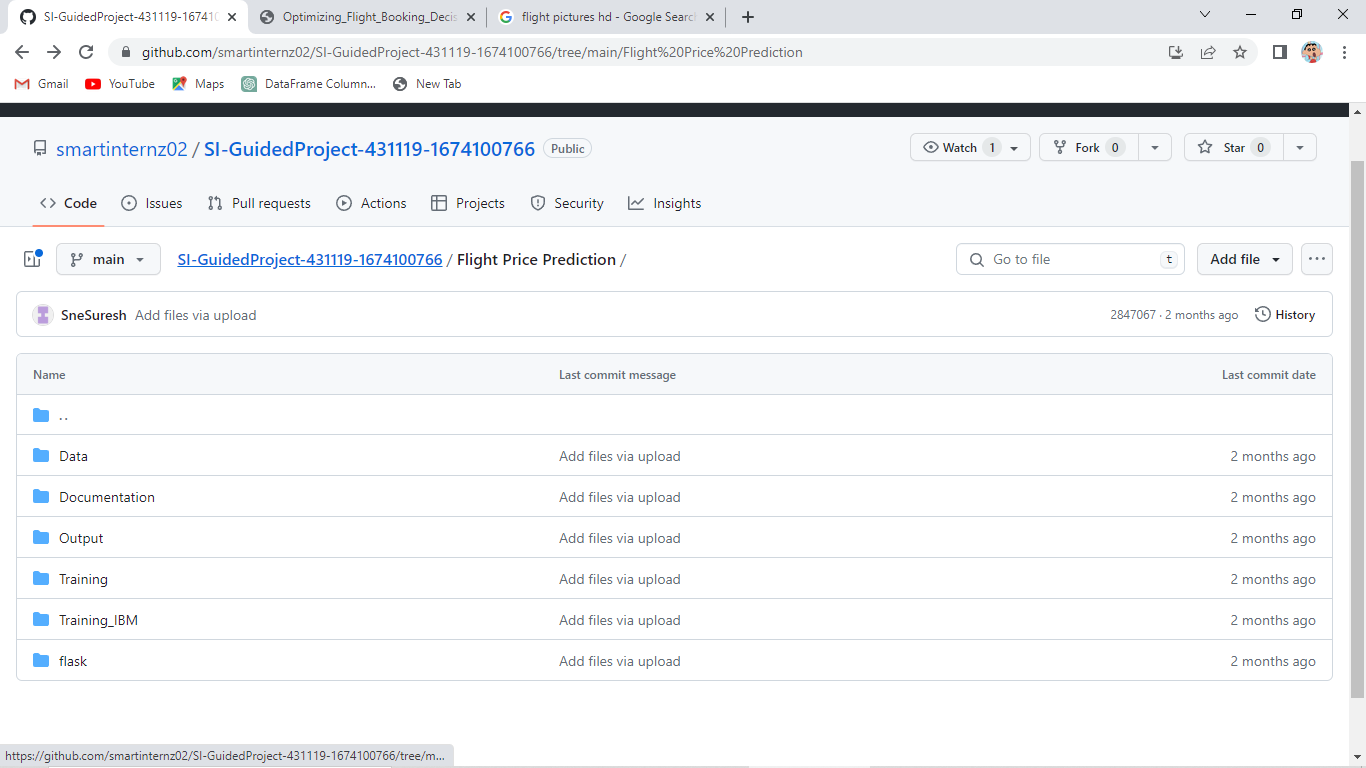 SI-GuidedProject-431119-16741
Optimizing_Flight_Booking_Decis
flight pictures hd - Google Search
github.com/smartinternz02/SI-GuidedProject-431119-1674100766/tree/main/Flight%20Price%20Prediction
Gmail
YouTube
Maps
DataFrame Column...
New Tab
smartinternz02 / SI-GuidedProject-431119-1674100766 Public
Watch 1
Fork 0
Star 0
Code
Issues
Pull requests
Actions
Projects
Security
Insights
main
SI-GuidedProject-431119-1674100766 / Flight Price Prediction /
Go to file t
Add file
SneSuresh Add files via upload
2847067 · 2 months ago
History
Name Last commit message Last commit date
..
Data Add files via upload 2 months ago
Documentation Add files via upload 2 months ago
Output Add files via upload 2 months ago
Training Add files via upload 2 months ago
Training_IBM Add files via upload 2 months ago
flask Add files via upload 2 months ago
https://github.com/smartinternz02/SI-GuidedProject-431119-1674100766/tree/m...